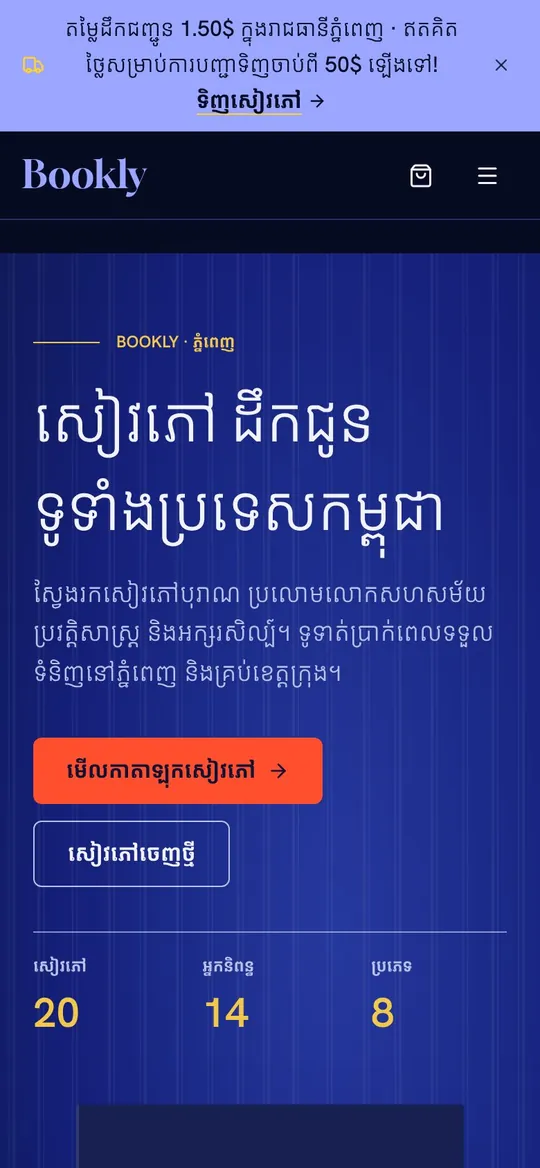 តម្លៃដឹកជញ្ជូន 1.50$ ក្នុងរាជធានីភ្នំពេញ · ឥតគិត
ថ្លៃសម្រាប់ការបញ្ជាទិញចាប់ពី 50$ ឡើងទៅ!
ទិញសៀវភៅ →
Bookly
BOOKLY · ភ្នំពេញ
សៀវភៅ ដឹកជូន
ទូទាំងប្រទេសកម្ពុជា
ស្វែងរកសៀវភៅបុរាណ ប្រលោមលោកសហសម័យ
ប្រវត្តិសាស្ត្រ និងអក្សរសិល្ប៍។ ទូទាត់ប្រាក់ពេលទទួល
ទំនិញនៅភ្នំពេញ និងគ្រប់ខេត្តក្រុង។
មើលកាតាឡុកសៀវភៅ →
សៀវភៅចេញថ្មី
សៀវភៅ អ្នកនិពន្ធ ប្រភេទ
20 14 8